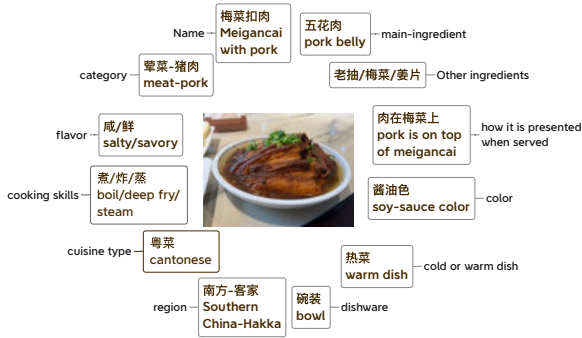 梅菜扣肉
Meigancai
with pork
Name
五花肉
pork belly
main-ingredient
荤菜-猪肉
meat-pork
category
老抽/梅菜/姜片
Other ingredients
咸/鲜
salty/savory
flavor
肉在梅菜上
pork is on top
of meigancai
how it is presented
when served
煮/炸/蒸
boil/deep fry/
steam
cooking skills
酱油色
soy-sauce color
color
粤菜
cantonese
cuisine type
热菜
warm dish
cold or warm dish
南方-客家
Southern
China-Hakka
region
碗装
bowl
dishware